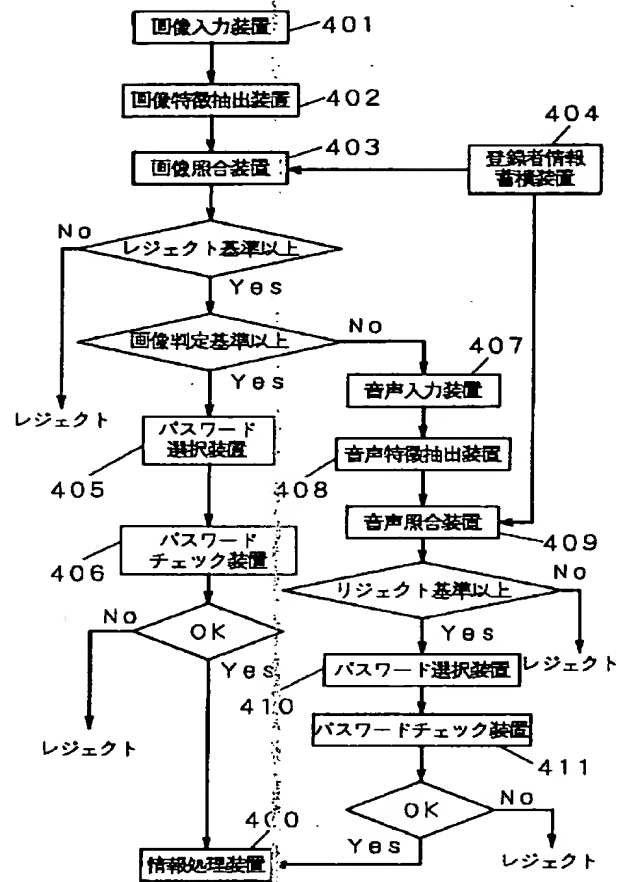 画像入力装置
401
画像特徴抽出装置
402
画像照合装置
403
404
登録者情報
蓄積装置
No
レジェクト基準以上
Yes
画像判定基準以上
No
407
Yes
音声入力装置
レジェクト
パスワード
選択装置
405
音声特徴抽出装置
408
音声照合装置
409
パスワード
チェック装置
406
リジェクト基準以上
No
No
OK
Yes
Yes
レジェクト
パスワード選択装置
410
レジェクト
パスワードチェック装置
411
OK
No
400
Yes
情報処理装置
レジェクト